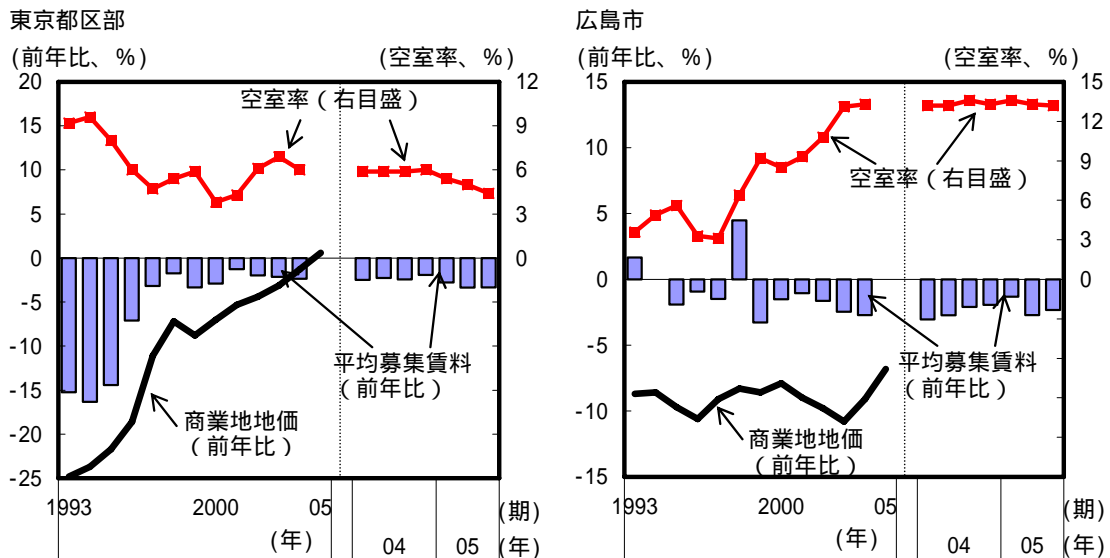 東京都区部
(前年比、%)
(空室率、%)
20
15
10
5
0
-5
-10
-15
-20
-25
12
9
6
3
0
空室率(右目盛)
平均募集賃料
(前年比)
商業地地価
(前年比)
1993
2000
05
(期)
(年)
04
05
(年)
広島市
(前年比、%)
(空室率、%)
15
10
5
0
-5
-10
-15
15
12
9
6
3
0
空室率(右目盛)
平均募集賃料
(前年比)
商業地地価
(前年比)
1993
2000
05
(期)
(年)
04
05
(年)